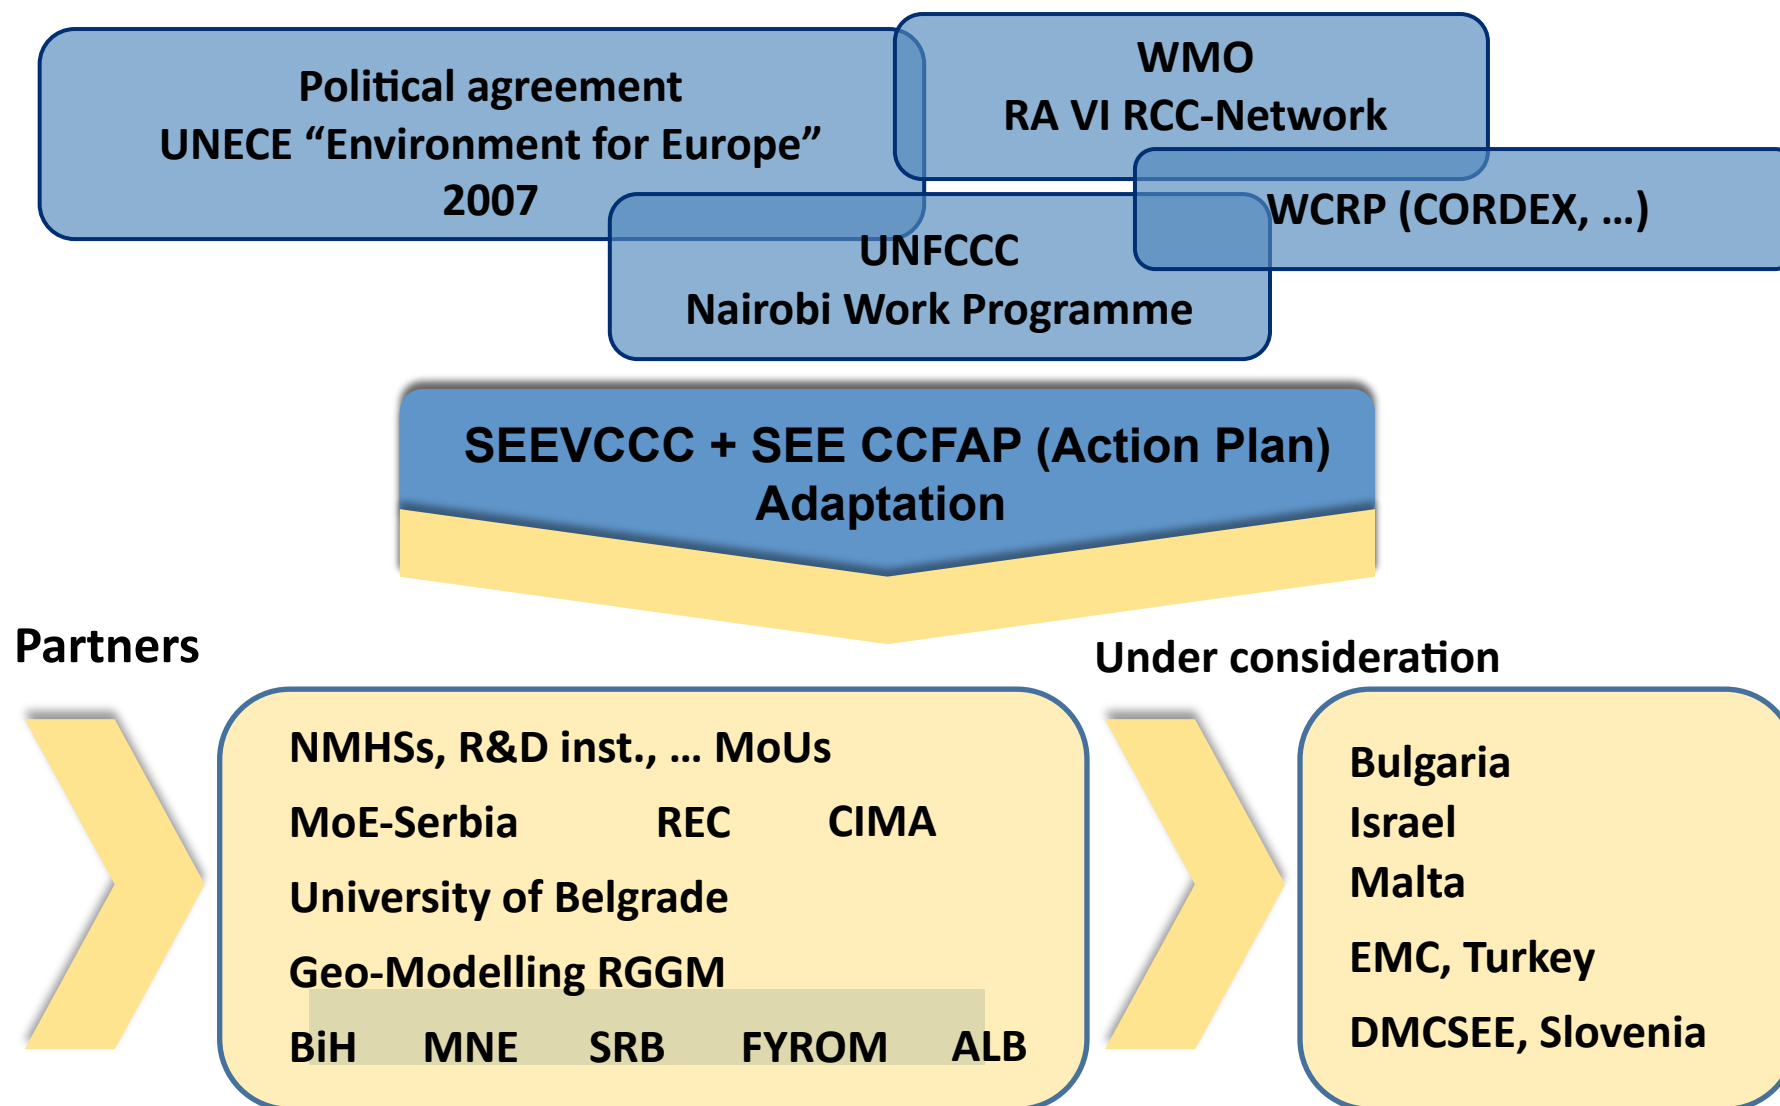 Political agreement
UNECE “Environment for Europe”
2007
WMO
RA VI RCC-Network
WCRP (CORDEX, ...)
UNFCCC
Nairobi Work Programme
SEEVCCC + SEE CCFAP (Action Plan)
Adaptation
Partners
NMHSs, R&D inst., ... MoUs
MoE-Serbia REC CIMA
University of Belgrade
Geo-Modelling RGGM
BiH MNE SRB FYROM ALB
Under consideration
Bulgaria
Israel
Malta
EMC, Turkey
DMCSEE, Slovenia